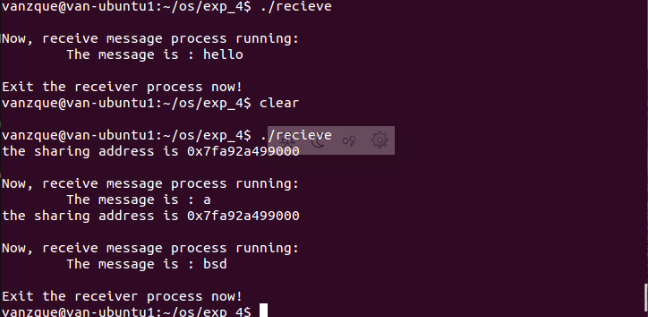 vanzque@van-ubuntu1:~/os/exp_4$ ./recieve
Now, receive message process running:
The message is : hello
Exit the receiver process now!
vanzque@van-ubuntu1:~/os/exp_4$ clear
vanzque@van-ubuntu1:~/os/exp_4$ ./recieve
the sharing address is 0x7fa92a499000
Now, receive message process running:
The message is : a
the sharing address is 0x7fa92a499000
Now, receive message process running:
The message is : bsd
Exit the receiver process now!
vanzque@van-ubuntu1:~/os/exp_4$